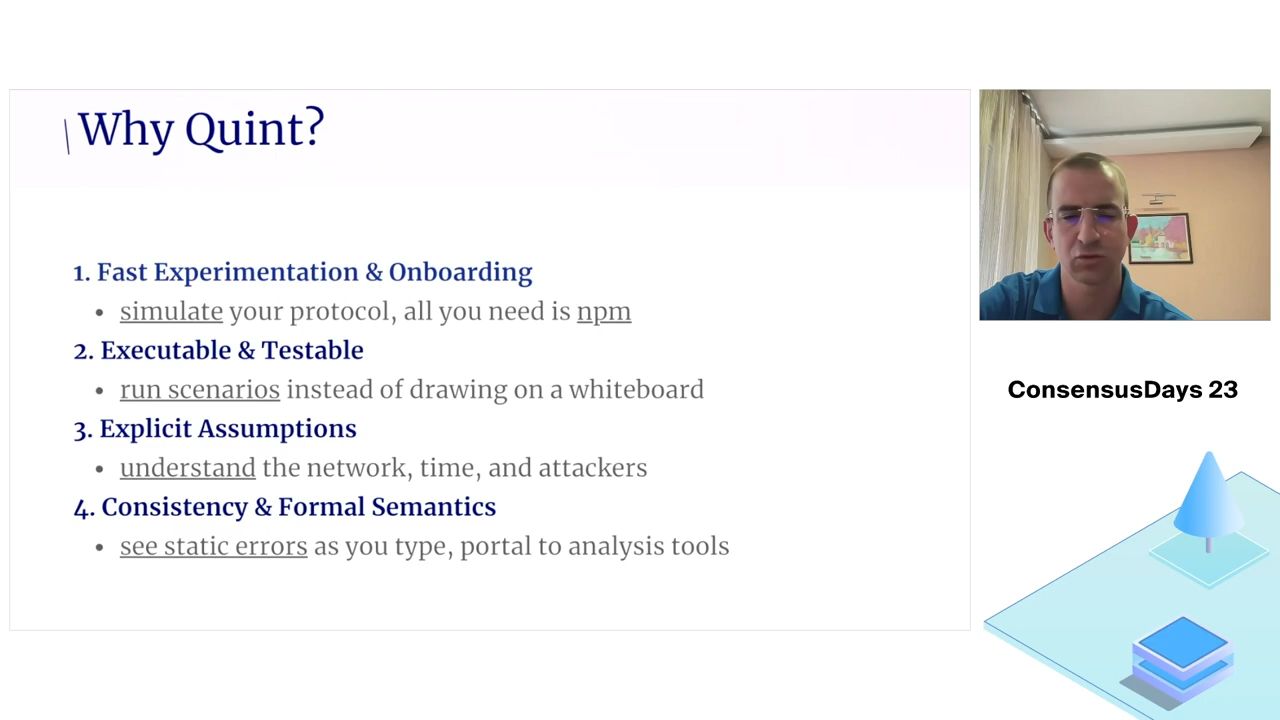 Why Quint?
1. Fast Experimentation & Onboarding
• simulate your protocol, all you need is npm
2. Executable & Testable
• run scenarios instead of drawing on a whiteboard
3. Explicit Assumptions
• understand the network, time, and attackers
4. Consistency & Formal Semantics
• see static errors as you type, portal to analysis tools
ConsensusDays 23